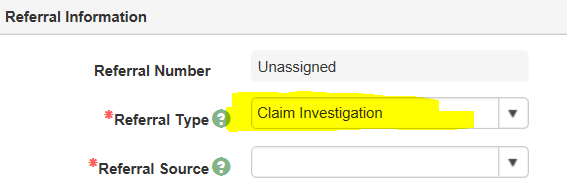 Referral Information
Referral Number Unassigned
*Referral Type ? Claim Investigation
*Referral Source ?